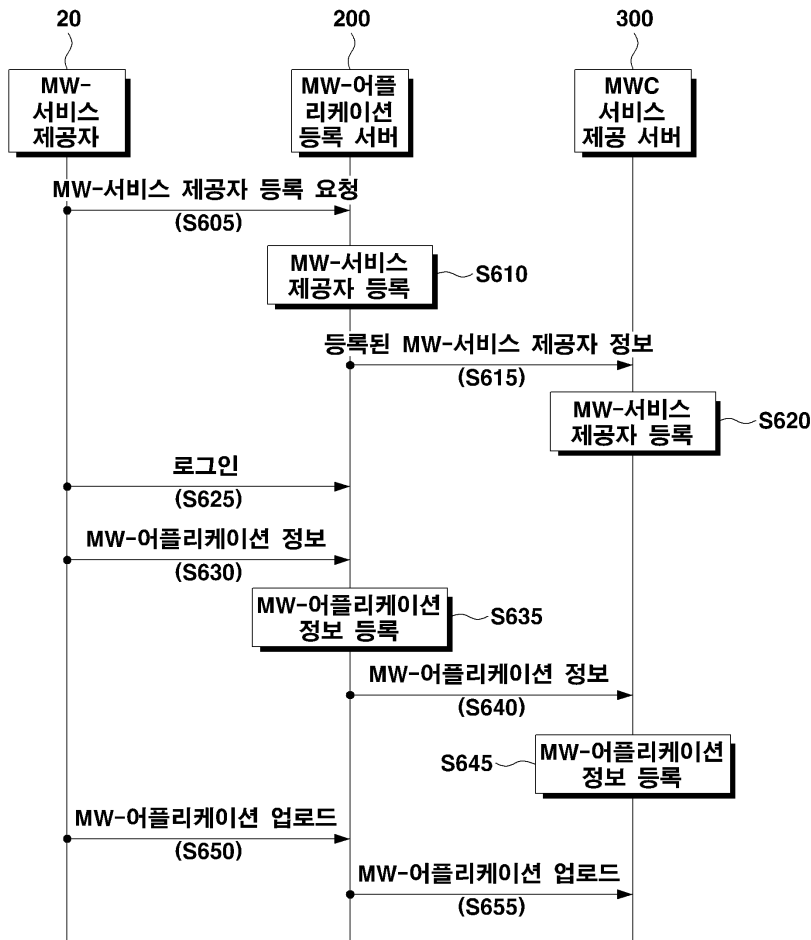 20
200
300
MW-
서비스
제공자
MW-어플
리케이션
등록 서버
MWC
서비스
제공 서버
MW-서비스 제공자 등록 요청
(S605)
MW-서비스
제공자 등록
S610
등록된 MW-서비스 제공자 정보
(S615)
MW-서비스
제공자 등록
S620
로그인
(S625)
MW-어플리케이션 정보
(S630)
MW-어플리케이션
정보 등록
S635
MW-어플리케이션 정보
(S640)
S645
MW-어플리케이션
정보 등록
MW-어플리케이션 업로드
(S650)
MW-어플리케이션 업로드
(S655)